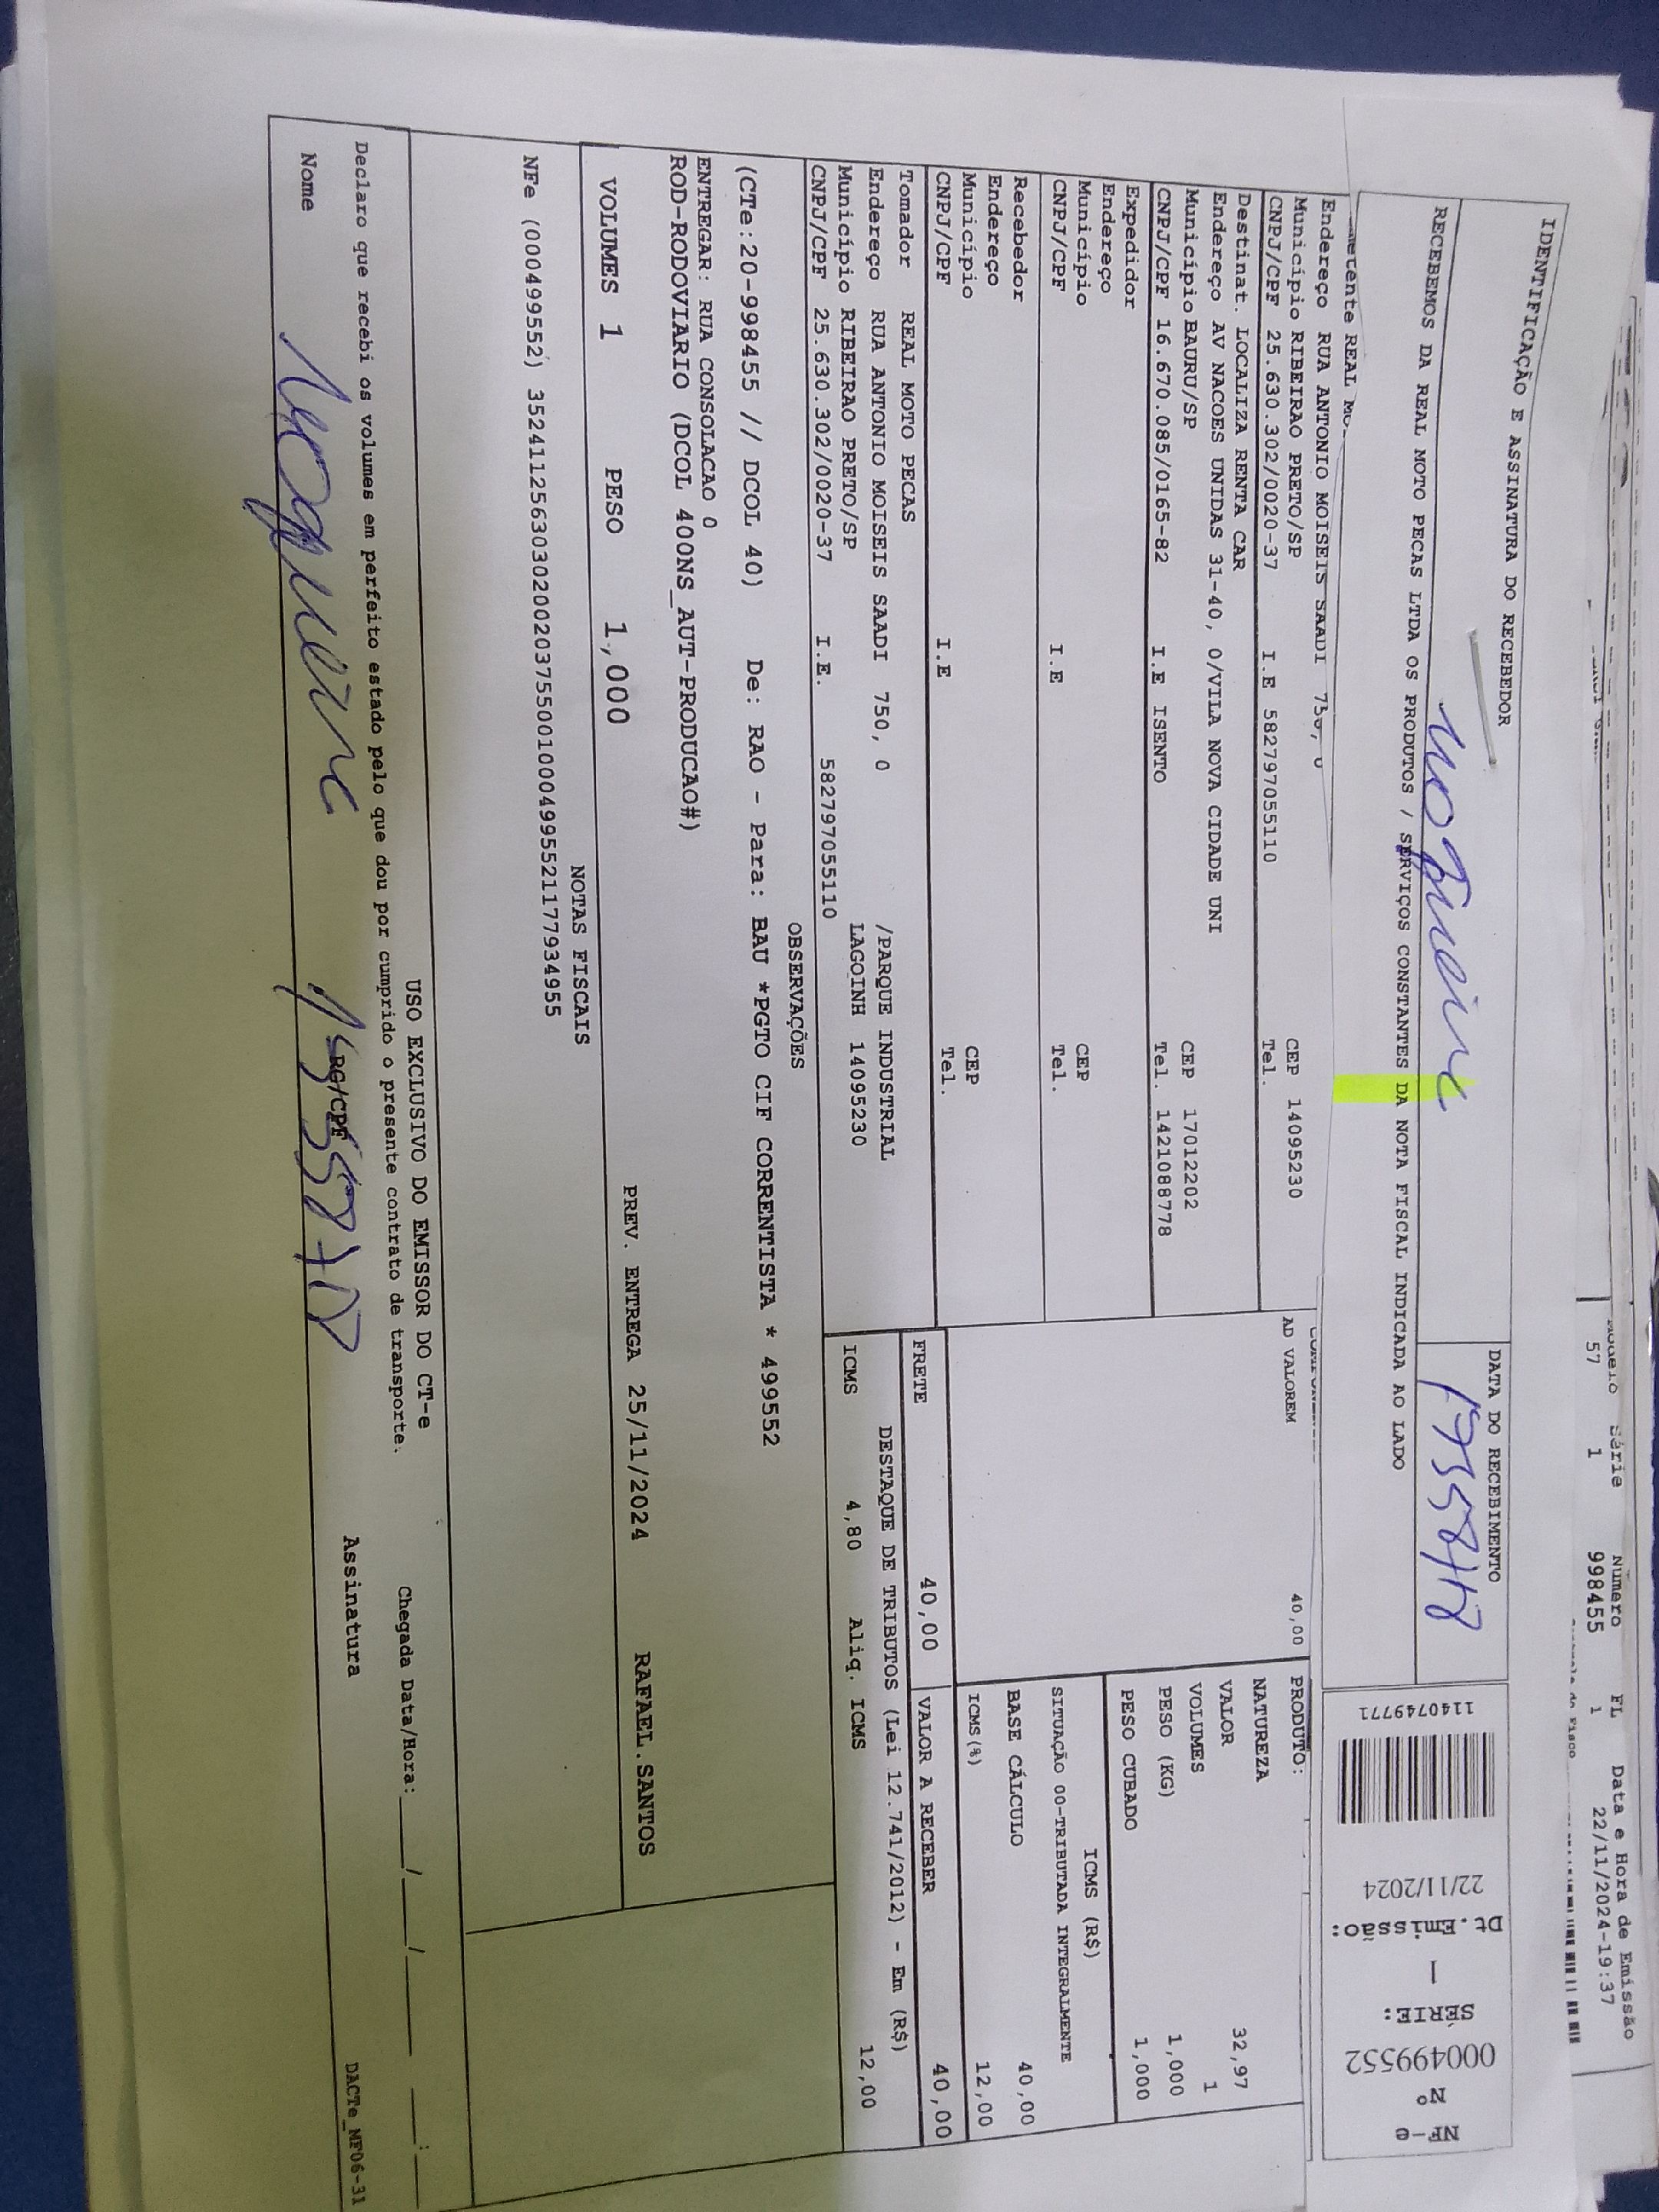 Modelo Série Número FL Data e Hora de Emissão
57 1 998455 1 22/11/2024-19:37
IDENTIFICAÇÃO E ASSINATURA DO RECEBEDOR
DATA DO RECEBIMENTO
RECEBEMOS DA REAL MOTO PECAS LTDA OS PRODUTOS / SERVIÇOS CONSTANTES DA NOTA FISCAL INDICADA AO LADO
NF-e
Nº
000499552
SÉRIE:
1
Dt.Emissão:
22/11/2024
1140749771
REAL
Endereço RUA ANTONIO MOISEIS SAADI 750, 0
Município RIBEIRAO PRETO/SP CEP 14095230
CNPJ/CPF 25.630.302/0020-37 I.E 582797055110 Tel.
Destinat. LOCALIZA RENTA CAR
Endereço AV NACOES UNIDAS 31-40, 0/VILA NOVA CIDADE UNI
Município BAURU/SP CEP 17012202
CNPJ/CPF 16.670.085/0165-82 I.E ISENTO Tel. 1421088778
Expedidor
Endereço
Município CEP
CNPJ/CPF I.E Tel.
Recebedor
Endereço
Município CEP
CNPJ/CPF I.E Tel.
AD VALOREM 40,00
PRODUTO:
NATUREZA
VALOR 32,97
VOLUMES 1
PESO (KG) 1,000
PESO CUBADO 1,000
ICMS (R$)
SITUAÇÃO 00-TRIBUTADA INTEGRALMENTE
BASE CÁLCULO 40,00
ICMS(%) 12,00
FRETE 40,00 VALOR A RECEBER 40,00
Tomador REAL MOTO PECAS
Endereço RUA ANTONIO MOISEIS SAADI 750, 0 /PARQUE INDUSTRIAL
Município RIBEIRAO PRETO/SP LAGOINH 14095230
CNPJ/CPF 25.630.302/0020-37 I.E. 582797055110
DESTAQUE DE TRIBUTOS (Lei 12.741/2012) - Em (R$)
ICMS 4,80 Aliq. ICMS 12,00
OBSERVAÇÕES
(CTe:20-998455 // DCOL 40) De: RAO - Para: BAU *PGTO CIF CORRENTISTA * 499552
ENTREGAR: RUA CONSOLACAO 0
ROD-RODOVIARIO (DCOL 400NS_AUT-PRODUCAO#)
VOLUMES 1 PESO 1,000 PREV. ENTREGA 25/11/2024 RAFAEL.SANTOS
NOTAS FISCAIS
NFe (000499552) 35241125630302002037550010004995521177934955
USO EXCLUSIVO DO EMISSOR DO CT-e
Declaro que recebi os volumes em perfeito estado pelo que dou por cumprido o presente contrato de transporte. Chegada Data/Hora: ____/____/____ ____:____
Nome RG/CPF Assinatura
DACTe_MF06-31